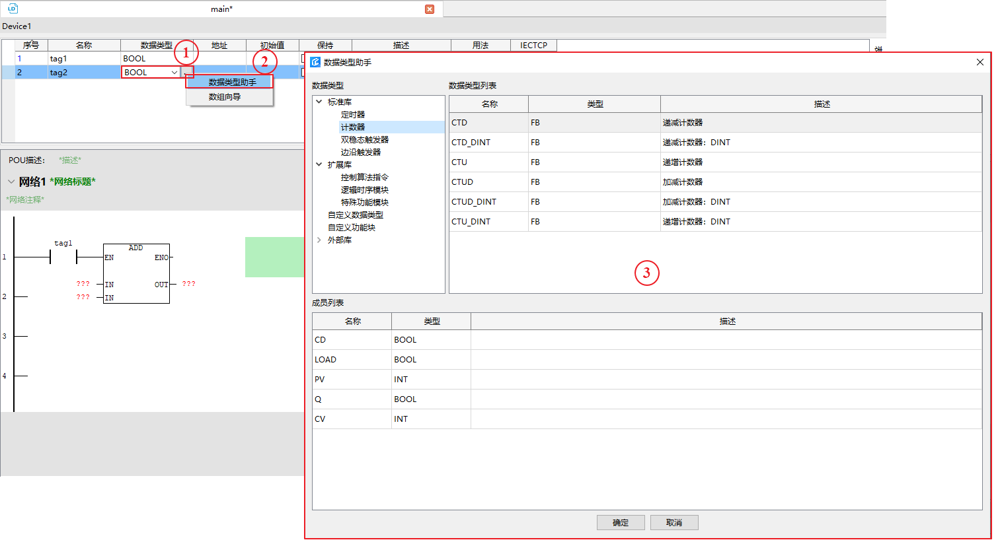 LD main*
Device1
序号 名称 数据类型 地址 初始值 保持 描述 用法 IECTCP
1 tag1 BOOL
2 tag2 BOOL
① ②
数据类型助手
数组向导
POU描述： *描述*
网络1 *网络标题*
*网络注释*
tag1
ADD
1 EN ENO
??? IN OUT ???
2 ??? IN
3
4
数据类型助手
数据类型 数据类型列表
标准库
定时器
计数器
双稳态触发器
边沿触发器
扩展库
控制算法指令
逻辑时序模块
特殊功能模块
自定义数据类型
自定义功能块
外部库
名称 类型 描述
CTD FB 递减计数器
CTD_DINT FB 递减计数器：DINT
CTU FB 递增计数器
CTUD FB 加减计数器
CTUD_DINT FB 加减计数器：DINT
CTU_DINT FB 递增计数器：DINT
③
成员列表
名称 类型 描述
CD BOOL
LOAD BOOL
PV INT
Q BOOL
CV INT
确定 取消